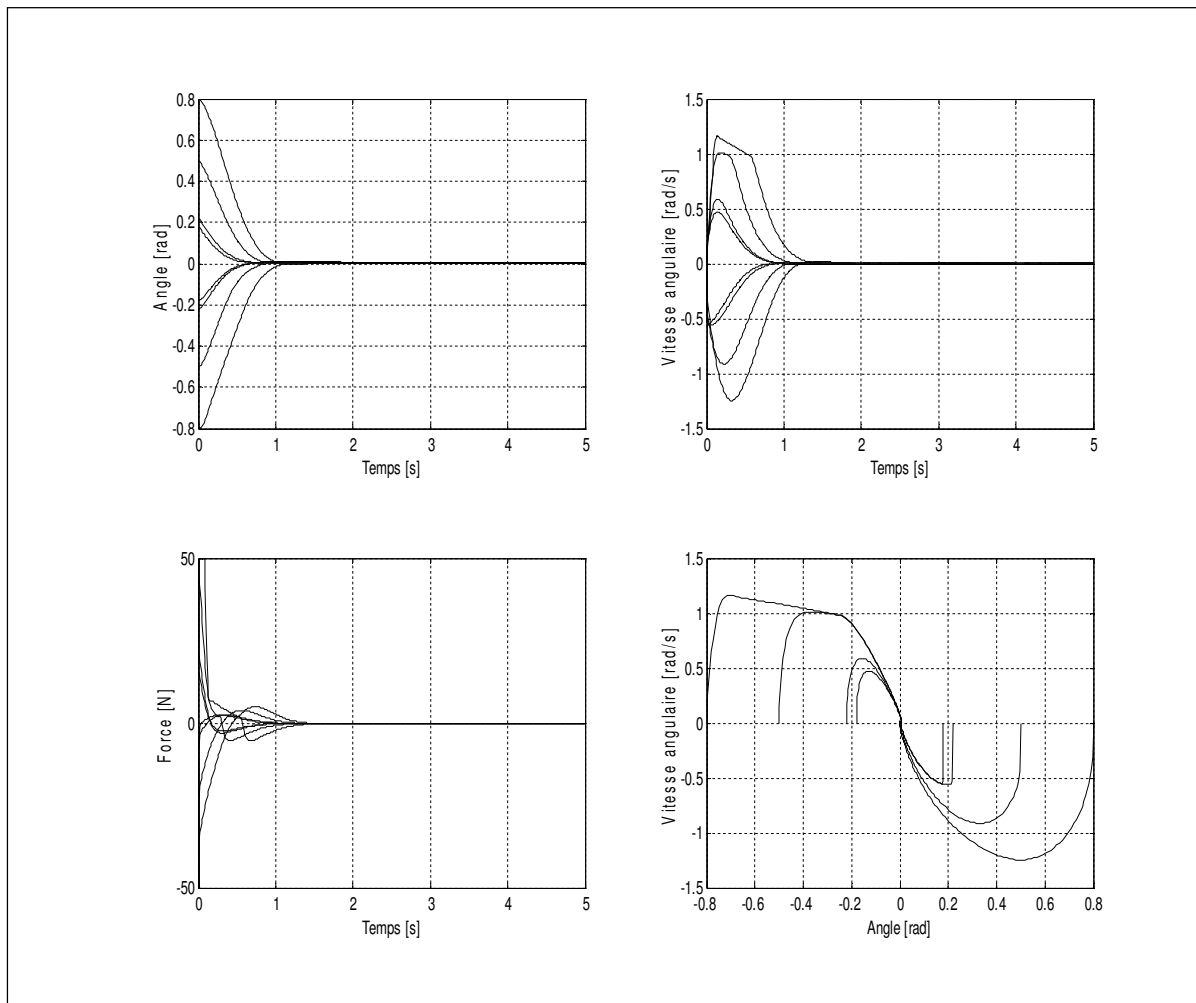 0.8
0.6
0.4
0.2
0
-0.2
-0.4
-0.6
-0.8
Angle [rad]
0 1 2 3 4 5
Temps [s]
1.5
1
0.5
0
-0.5
-1
-1.5
Vitesse angulaire [rad/s]
0 1 2 3 4 5
Temps [s]
50
0
-50
Force [N]
0 1 2 3 4 5
Temps [s]
1.5
1
0.5
0
-0.5
-1
-1.5
Vitesse angulaire [rad/s]
-0.8 -0.6 -0.4 -0.2 0 0.2 0.4 0.6 0.8
Angle [rad]